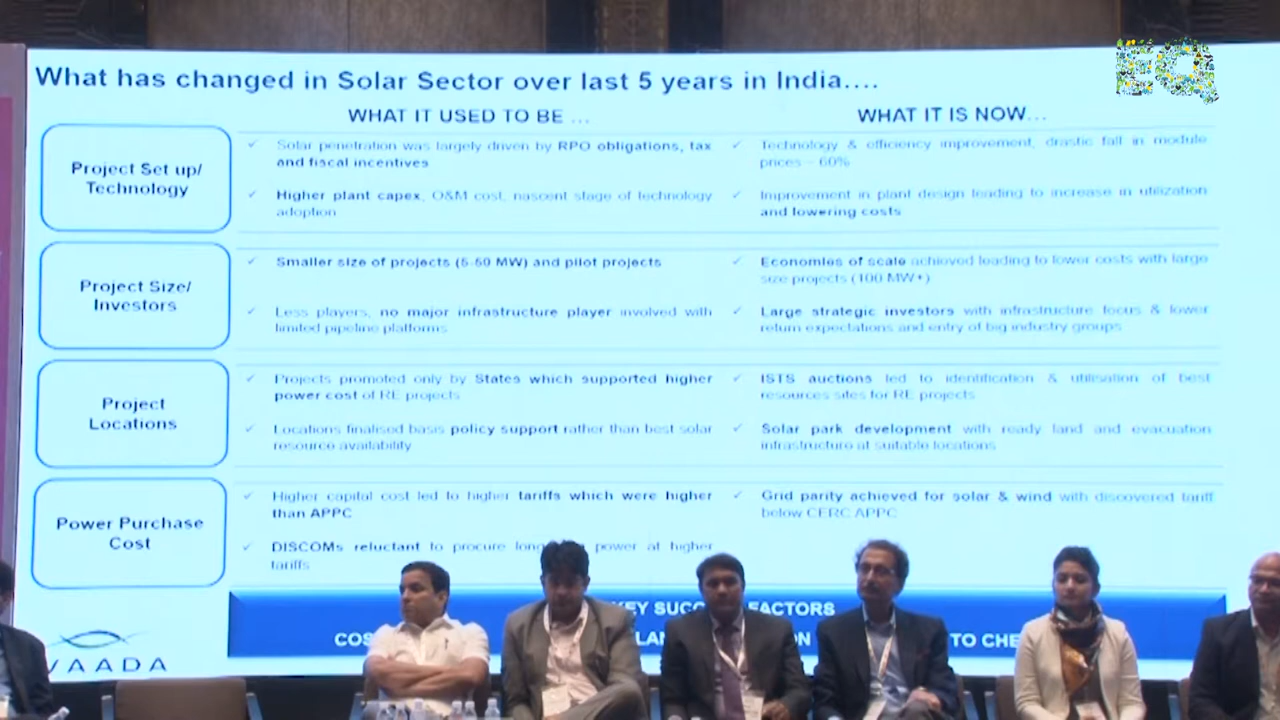 What has changed in Solar Sector over last 5 years in India....
EQ
WHAT IT USED TO BE ...
WHAT IT IS NOW...
Project Set up/
Technology
✓ Solar penetration was largely driven by RPO obligations, tax
and fiscal incentives
✓ Higher plant capex, O&M cost, nascent stage of technology
adoption
✓ Technology & efficiency improvement, drastic fall in module
prices ~ 60%
✓ Improvement in plant design leading to increase in utilization
and lowering costs
Project Size/
Investors
✓ Smaller size of projects (5-50 MW) and pilot projects
✓ Less players, no major infrastructure player involved with
limited pipeline platforms
✓ Economies of scale achieved leading to lower costs with large
size projects (100 MW+)
✓ Large strategic investors with infrastructure focus & lower
return expectations and entry of big industry groups
Project
Locations
✓ Projects promoted only by States which supported higher
power cost of RE projects
✓ Locations finalised basis policy support rather than best solar
resource availability
✓ ISTS auctions led to identification & utilisation of best
resources sites for RE projects
✓ Solar park development with ready land and evacuation
infrastructure at suitable locations
Power Purchase
Cost
✓ Higher capital cost led to higher tariffs which were higher
than APPC
✓ DISCOMs reluctant to procure long power at higher
tariffs
✓ Grid parity achieved for solar & wind with discovered tariff
below CERC APPC
KEY FACTORS
TO
VAADA